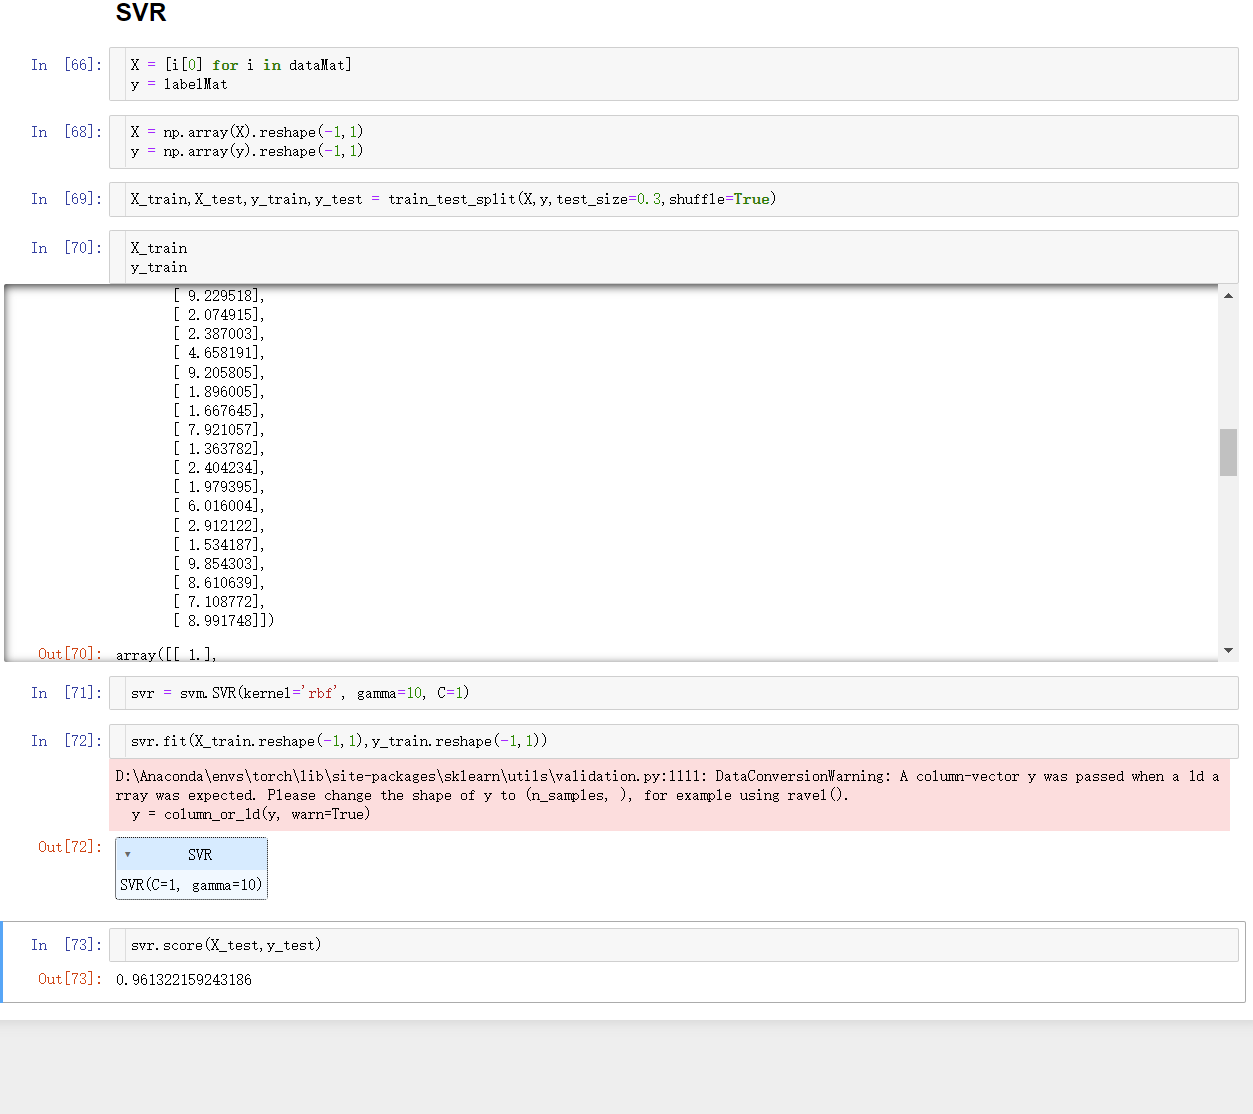 SVR
In [66]: X = [i[0] for i in dataMat]
y = labelMat
In [68]: X = np.array(X).reshape(-1,1)
y = np.array(y).reshape(-1,1)
In [69]: X_train,X_test,y_train,y_test = train_test_split(X,y,test_size=0.3,shuffle=True)
In [70]: X_train
y_train
[ 9.229518],
[ 2.074915],
[ 2.387003],
[ 4.658191],
[ 9.205805],
[ 1.896005],
[ 1.667645],
[ 7.921057],
[ 1.363782],
[ 2.404234],
[ 1.979395],
[ 6.016004],
[ 2.912122],
[ 1.534187],
[ 9.854303],
[ 8.610639],
[ 7.108772],
[ 8.991748]])
Out[70]: array([[ 1.],
In [71]: svr = svm.SVR(kernel='rbf', gamma=10, C=1)
In [72]: svr.fit(X_train.reshape(-1,1),y_train.reshape(-1,1))
D:\Anaconda\envs\torch\lib\site-packages\sklearn\utils\validation.py:1111: DataConversionWarning: A column-vector y was passed when a 1d a
rray was expected. Please change the shape of y to (n_samples, ), for example using ravel().
y = column_or_1d(y, warn=True)
Out[72]: ▾ SVR
SVR(C=1, gamma=10)
In [73]: svr.score(X_test,y_test)
Out[73]: 0.961322159243186